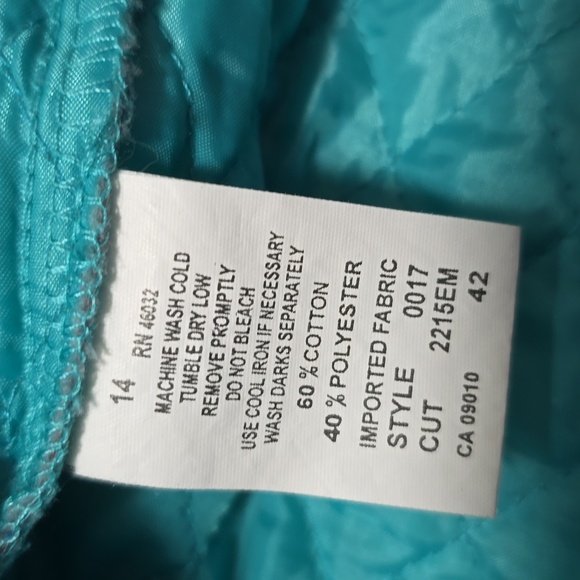 14 RN 46032
MACHINE WASH COLD
TUMBLE DRY LOW
REMOVE PROMPTLY
DO NOT BLEACH
USE COOL IRON IF NECESSARY
WASH DARKS SEPARATELY
60 % COTTON
40 % POLYESTER
IMPORTED FABRIC
STYLE 0017
CUT 2215EM
CA 09010 42